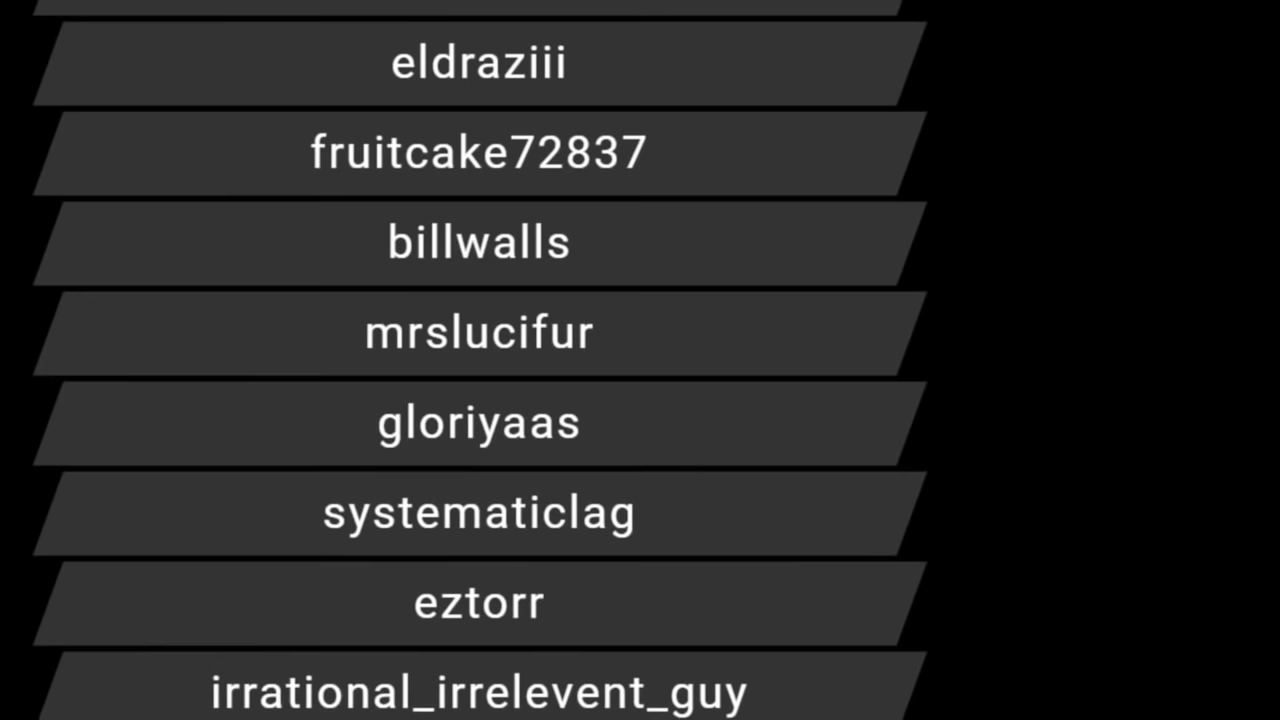 eldraziii
fruitcake72837
billwalls
mrslucifur
gloriyaas
systematiclag
eztorr
irrational_irrelevent_guy